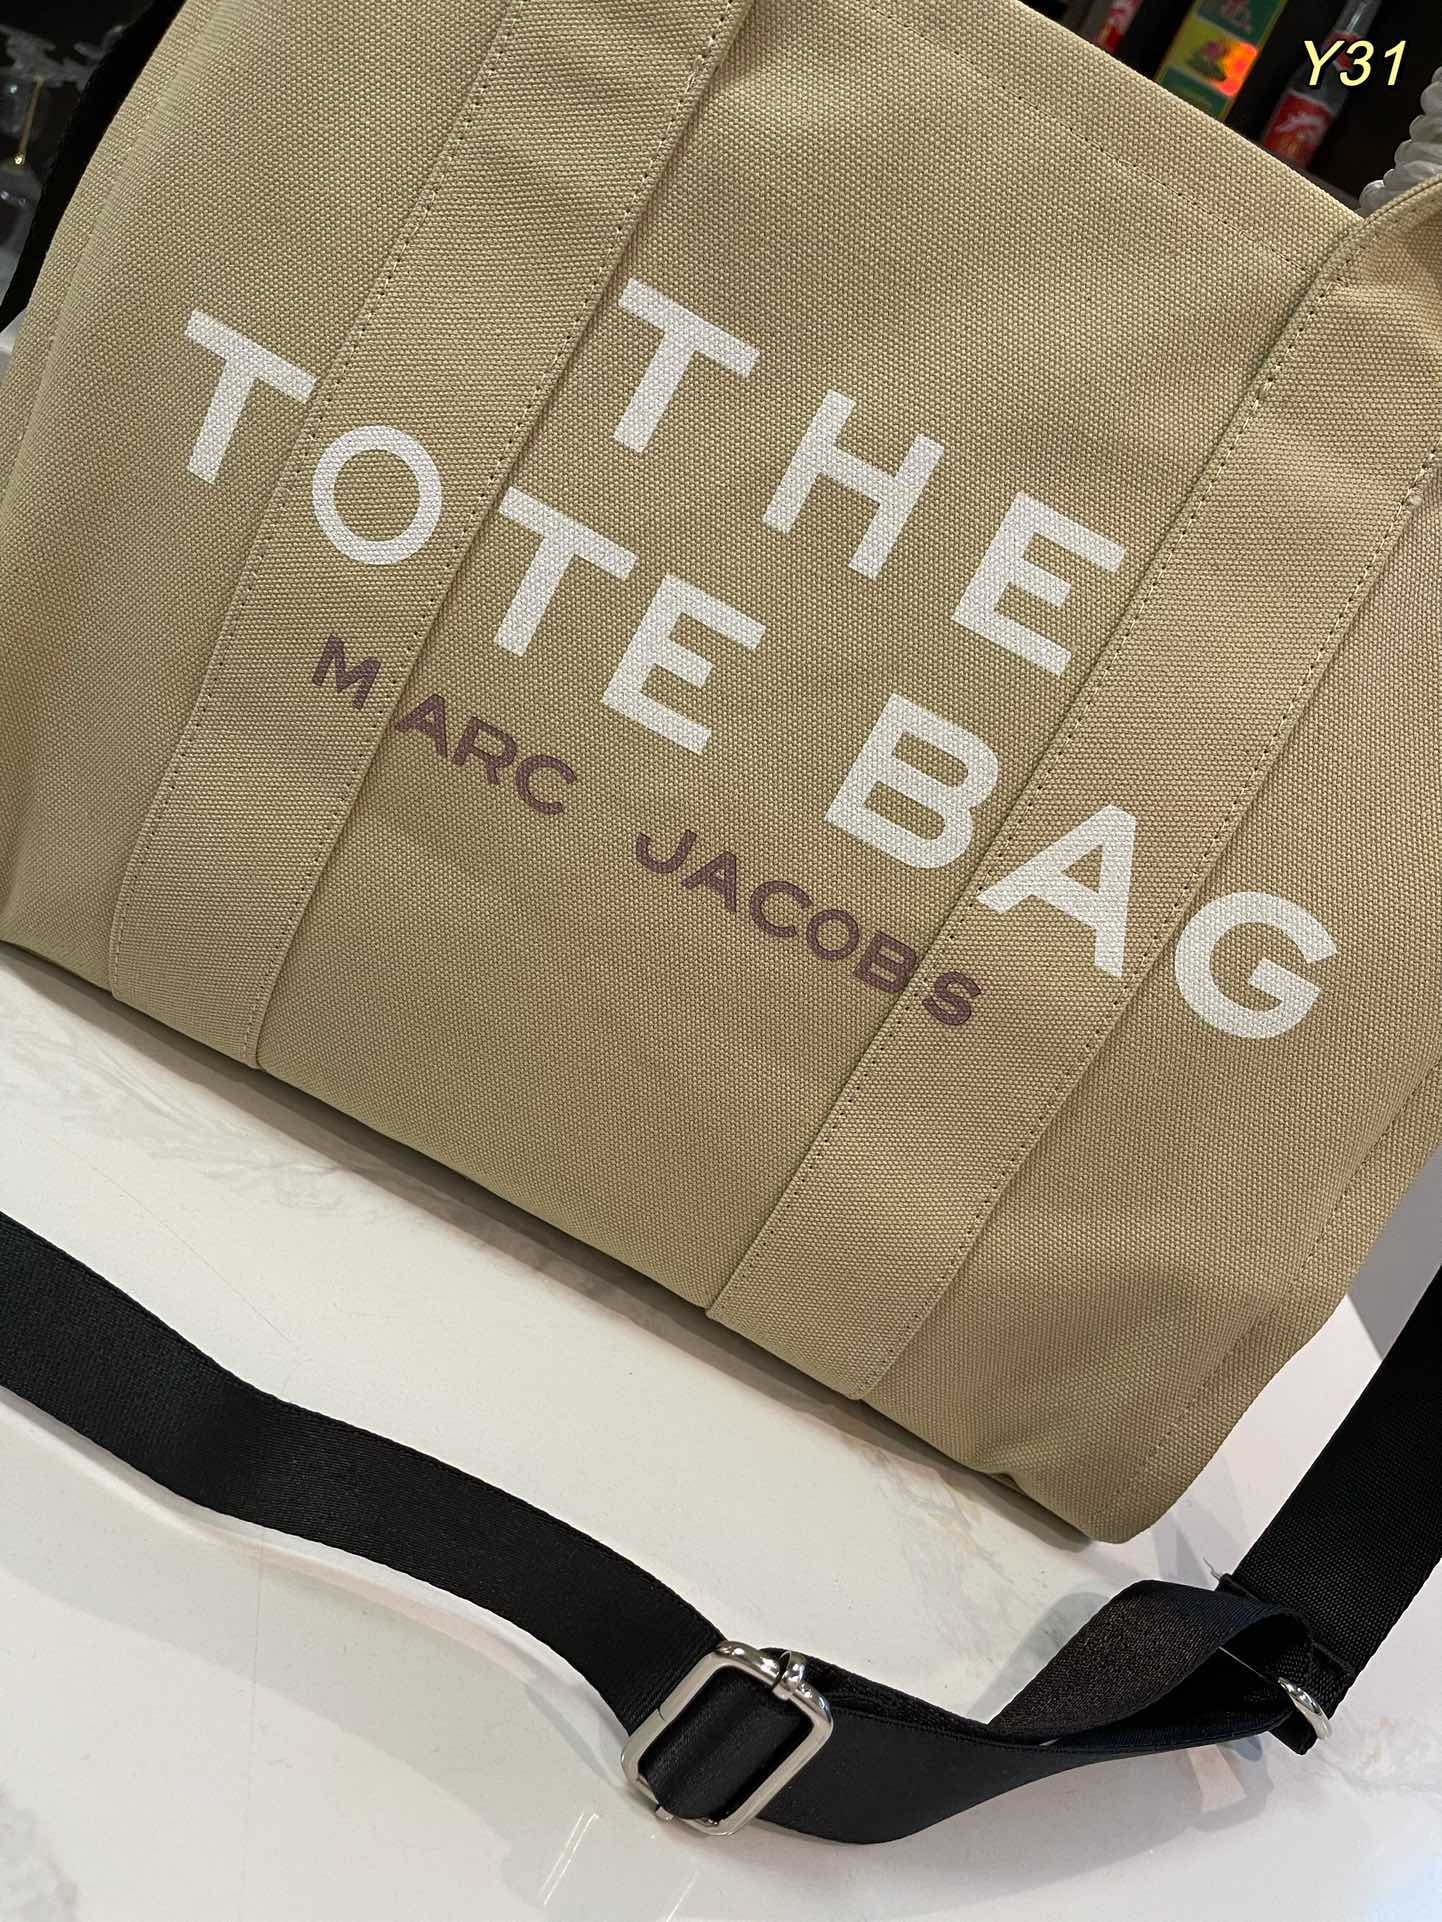 Y31
THE
TOTE BAG
MARC JACOBS